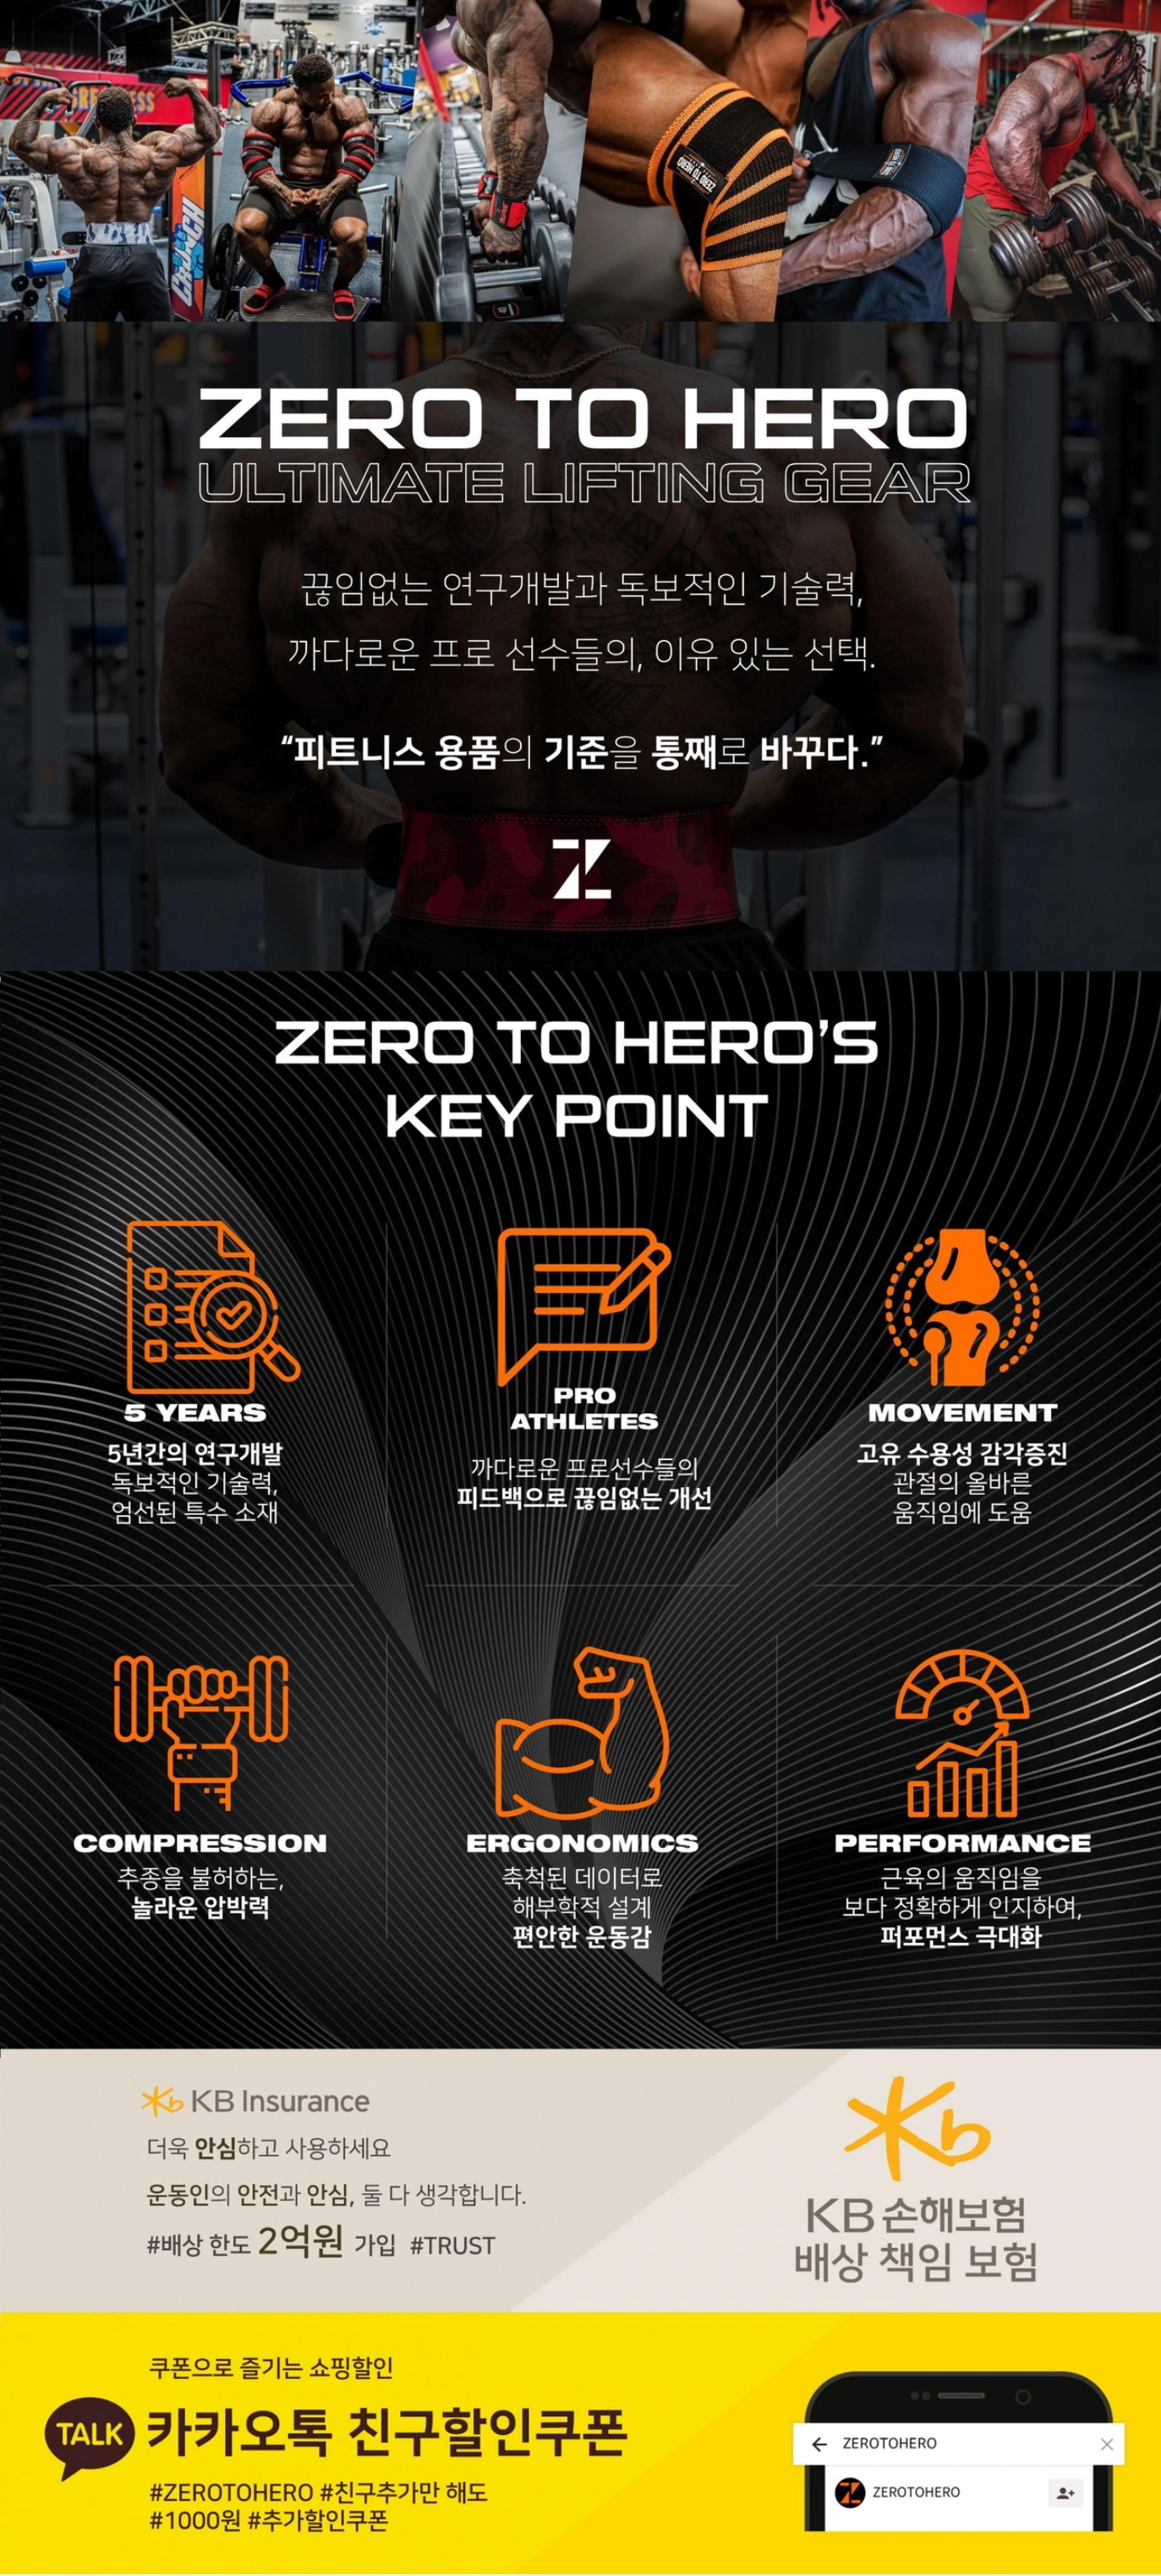 CRUNCH
ZERO TO HERO
ZERO TO HERO
ULTIMATE LIFTING GEAR
끊임없는 연구개발과 독보적인 기술력,
까다로운 프로 선수들의, 이유 있는 선택.
“피트니스 용품의 기준을 통째로 바꾸다.”
ZERO TO HERO’S
KEY POINT
5 YEARS
5년간의 연구개발
독보적인 기술력,
엄선된 특수 소재
PRO
ATHLETES
까다로운 프로선수들의
피드백으로 끊임없는 개선
MOVEMENT
고유 수용성 감각증진
관절의 올바른
움직임에 도움
COMPRESSION
추종을 불허하는,
놀라운 압박력
ERGONOMICS
축척된 데이터로
해부학적 설계
편안한 운동감
PERFORMANCE
근육의 움직임을
보다 정확하게 인지하여,
퍼포먼스 극대화
Kb KB Insurance
더욱 안심하고 사용하세요
운동인의 안전과 안심, 둘 다 생각합니다.
#배상 한도 2억원 가입 #TRUST
Kb
KB손해보험
배상 책임 보험
쿠폰으로 즐기는 쇼핑할인
TALK 카카오톡 친구할인쿠폰
#ZEROTOHERO #친구추가만 해도
#1000원 #추가할인쿠폰
ZEROTOHERO
ZEROTOHERO